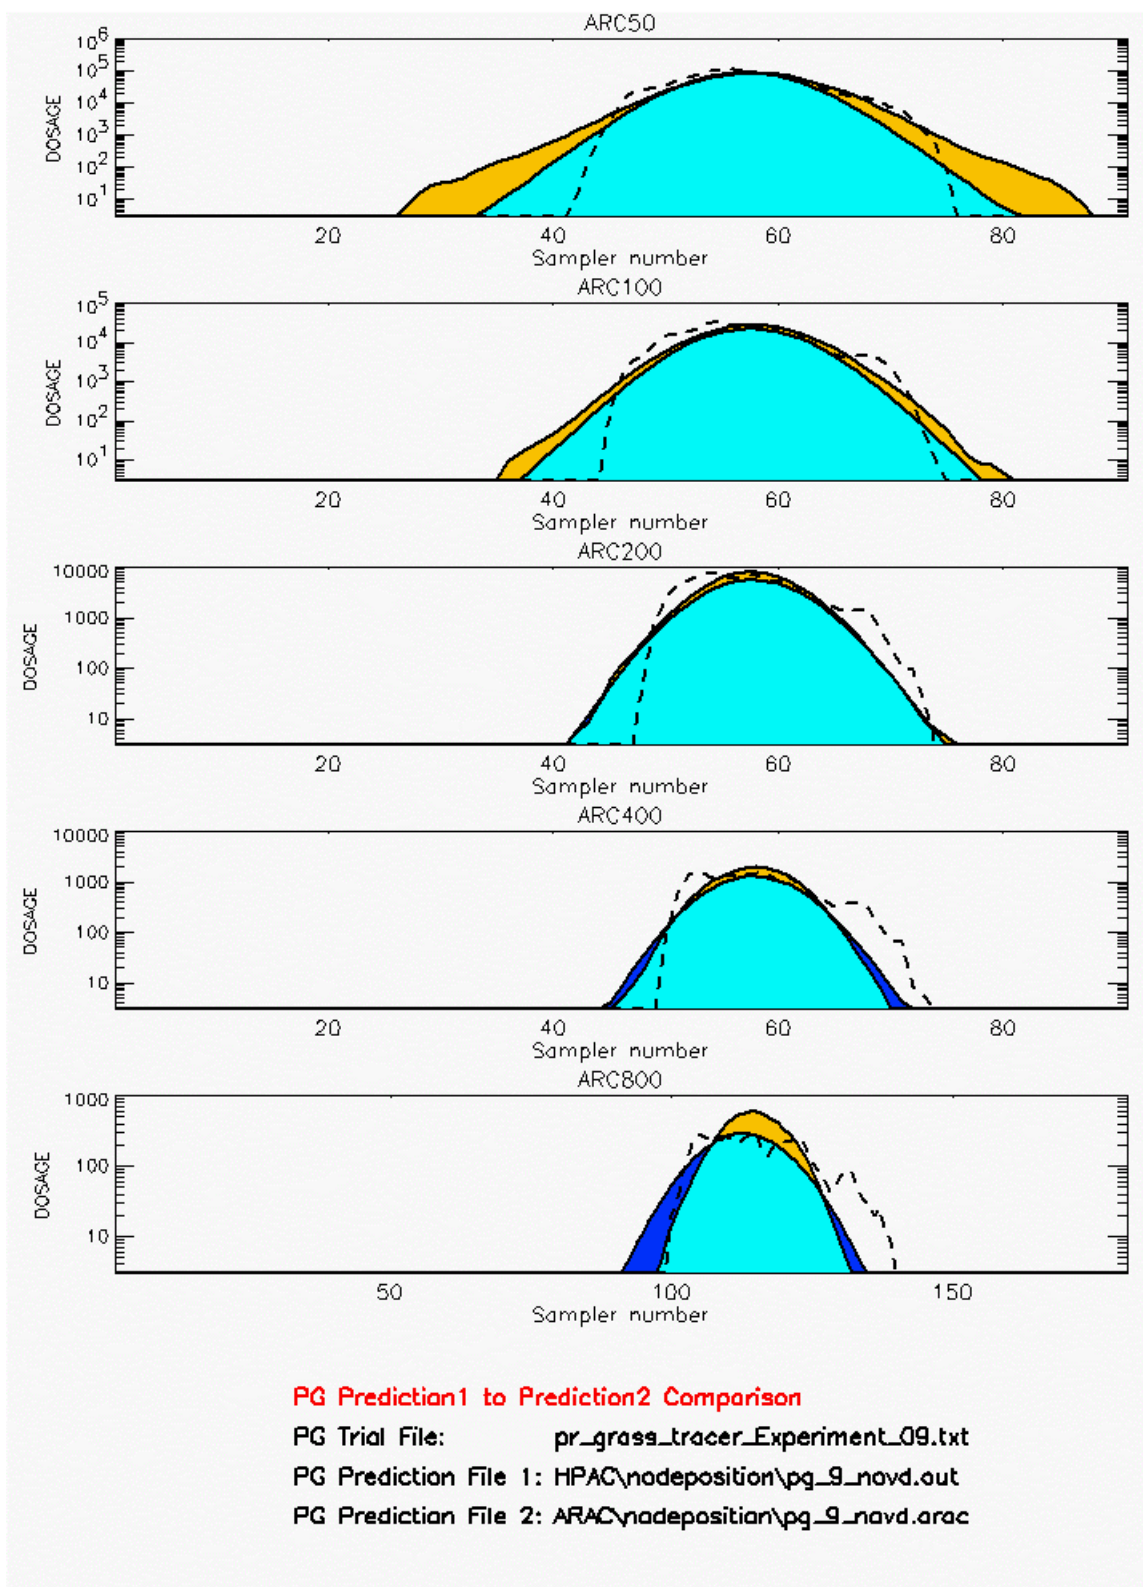 ARC50
10^6
10^5
10^4
10^3
10^2
10^1
DOSAGE
20 40 60 80
Sampler number
ARC100
10^5
10^4
10^3
10^2
10^1
DOSAGE
20 40 60 80
Sampler number
ARC200
10000
1000
100
10
DOSAGE
20 40 60 80
Sampler number
ARC400
10000
1000
100
10
DOSAGE
20 40 60 80
Sampler number
ARC800
1000
100
10
DOSAGE
50 100 150
Sampler number
PG Prediction1 to Prediction2 Comparison
PG Trial File: pr_grass_tracer_Experiment_09.txt
PG Prediction File 1: HPAC\nodeposition\pg_9_novd.out
PG Prediction File 2: ARAC\nodeposition\pg_9_novd.arac